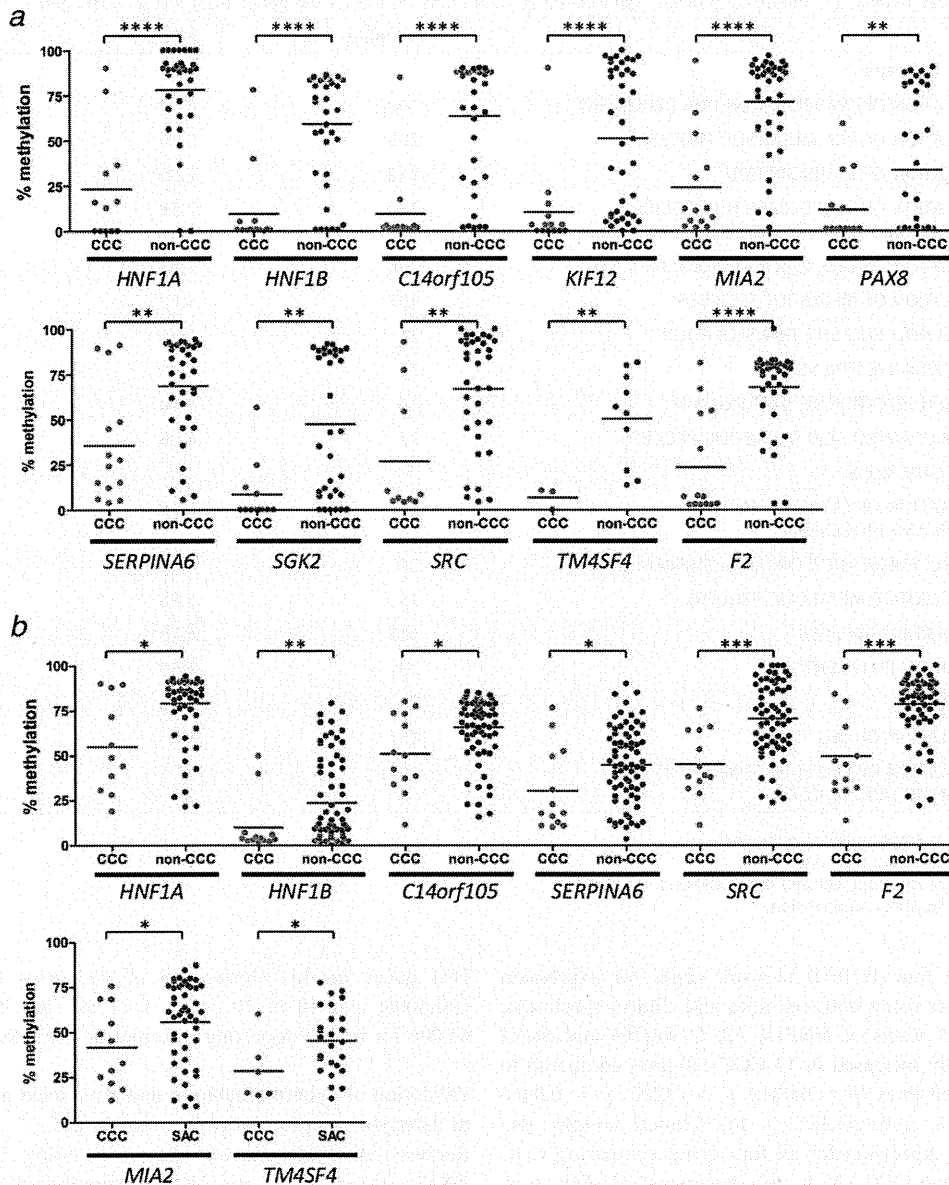 a
**** **** **** **** **** **
% methylation
100
75
50
25
0
CCC non-CCC CCC non-CCC CCC non-CCC CCC non-CCC CCC non-CCC CCC non-CCC
HNF1A HNF1B C14orf105 KIF12 MIA2 PAX8
** ** ** ** ****
% methylation
100
75
50
25
0
CCC non-CCC CCC non-CCC CCC non-CCC CCC non-CCC CCC non-CCC
SERPINA6 SGK2 SRC TM4SF4 F2
b
* ** * * *** ***
% methylation
100
75
50
25
0
CCC non-CCC CCC non-CCC CCC non-CCC CCC non-CCC CCC non-CCC CCC non-CCC
HNF1A HNF1B C14orf105 SERPINA6 SRC F2
* *
% methylation
100
75
50
25
0
CCC SAC CCC SAC
MIA2 TM4SF4